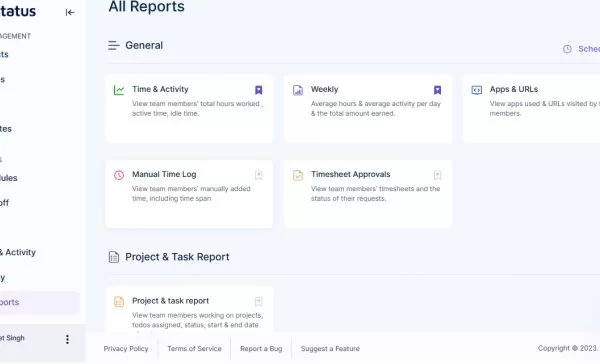 tatus
AGEMENT
cts
s
tes
s
dules
off
& Activity
y
ports
et Singh
All Reports
General
Sched
Time & Activity
View team members' total hours worked ,
active time, idle time.
Weekly
Average hours & average activity per day
& the total amount earned.
Apps & URLs
View apps used & URLs visited by t
members.
Manual Time Log
View team members' manually added
time, including time span
Timesheet Approvals
View team members' timesheets and the
status of their requests.
Project & Task Report
Project & task report
View team members working on projects,
todos assigned, status, start & end date
Privacy Policy
Terms of Service
Report a Bug
Suggest a Feature
Copyright © 2023.